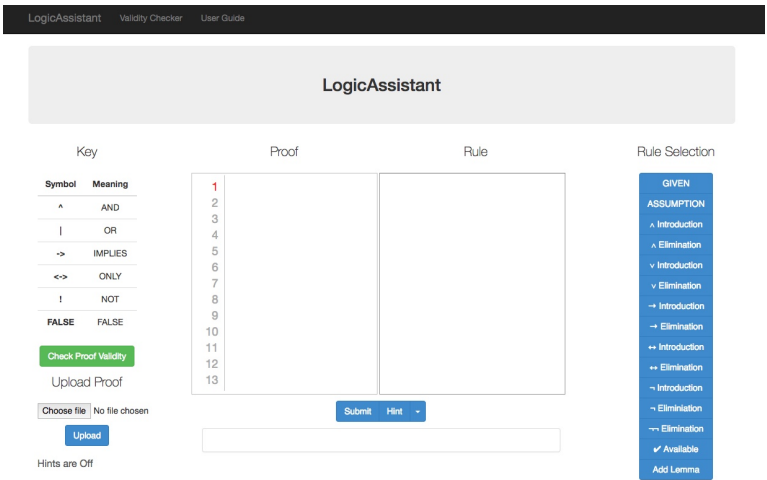 LogicAssistant Validity Checker User Guide
LogicAssistant
Key
Symbol Meaning
^ AND
| OR
-> IMPLIES
<-> ONLY
! NOT
FALSE FALSE
Check Proof Validity
Upload Proof
Choose file No file chosen
Upload
Hints are Off
Proof
1
2
3
4
5
6
7
8
9
10
11
12
13
Rule
Submit Hint
Rule Selection
GIVEN
ASSUMPTION
∧ Introduction
∧ Elimination
∨ Introduction
∨ Elimination
→ Introduction
→ Elimination
↔ Introduction
↔ Elimination
¬ Introduction
¬ Eliminiation
¬¬ Elimination
✔ Available
Add Lemma